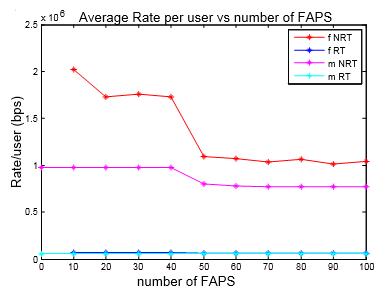 Average Rate per user vs number of FAPS
x 10^6
2.5
2
1.5
1
0.5
0
Rate/user (bps)
f NRT
f RT
m NRT
m RT
0 10 20 30 40 50 60 70 80 90 100
number of FAPS